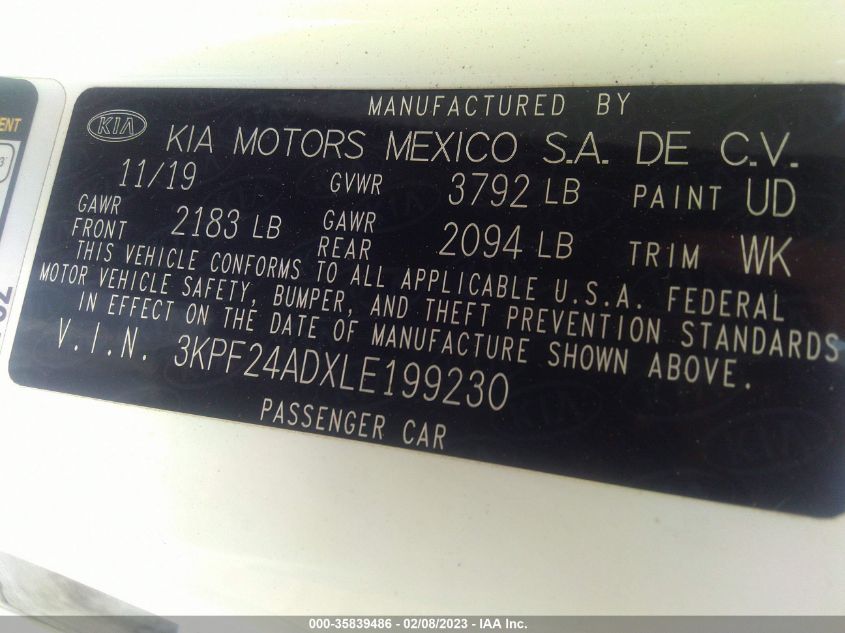 MANUFACTURED BY
KIA KIA MOTORS MEXICO S.A. DE C.V.
11/19 GVWR 3792 LB PAINT UD
GAWR FRONT 2183 LB GAWR REAR 2094 LB TRIM WK
THIS VEHICLE CONFORMS TO ALL APPLICABLE U.S.A. FEDERAL
MOTOR VEHICLE SAFETY, BUMPER, AND THEFT PREVENTION STANDARDS
IN EFFECT ON THE DATE OF MANUFACTURE SHOWN ABOVE.
V.I.N. 3KPF24ADXLE199230
PASSENGER CAR
000-35839486 - 02/08/2023 - IAA Inc.